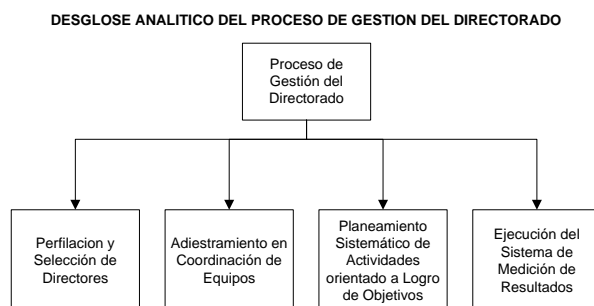 DESGLOSE ANALITICO DEL PROCESO DE GESTION DEL DIRECTORADO
Proceso de
Gestión del
Directorado
Perfilacion y
Selección de
Directores
Adiestramiento en
Coordinación de
Equipos
Planeamiento
Sistemático de
Actividades
orientado a Logro
de Objetivos
Ejecución del
Sistema de
Medición de
Resultados